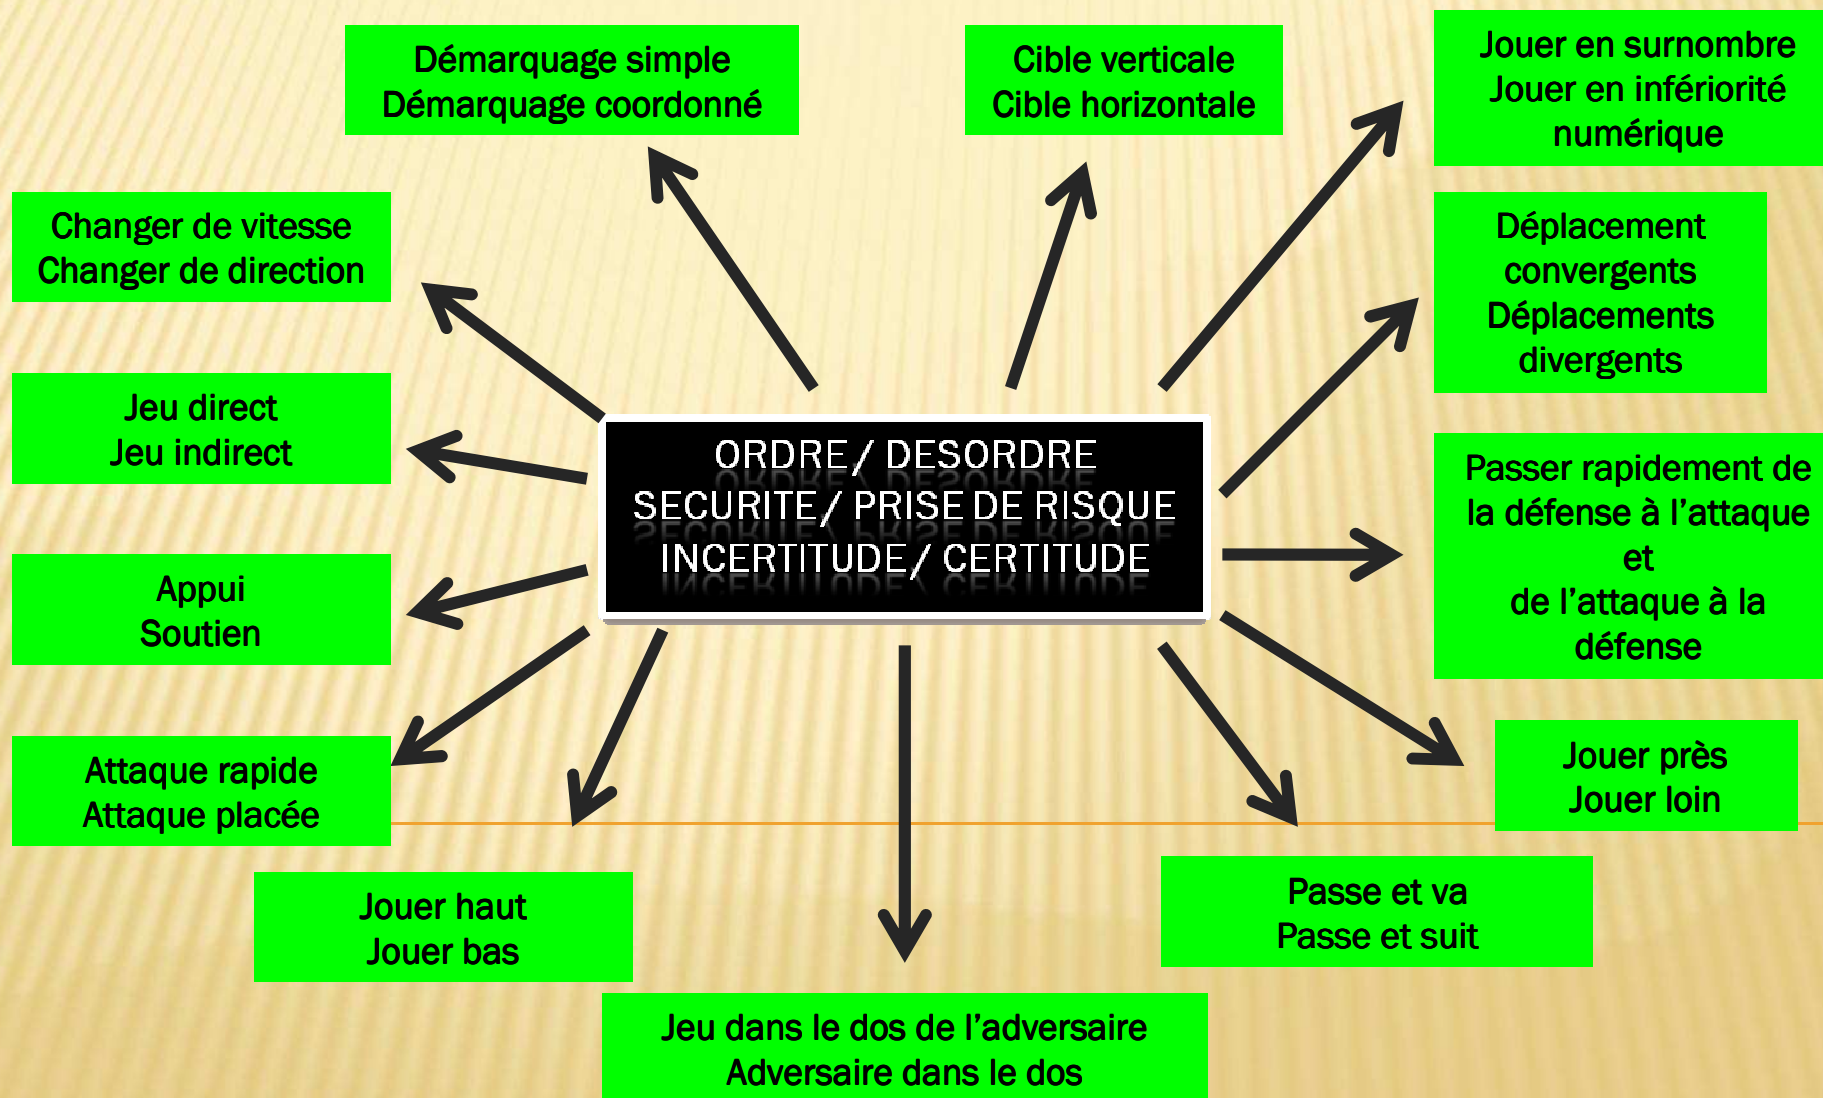 Démarquage simple
Démarquage coordonné
Cible verticale
Cible horizontale
Jouer en surnombre
Jouer en infériorité
numérique
Changer de vitesse
Changer de direction
Déplacement
convergents
Déplacements
divergents
Jeu direct
Jeu indirect
ORDRE / DESORDRE
SECURITE / PRISE DE RISQUE
INCERTITUDE / CERTITUDE
Passer rapidement de
la défense à l’attaque
et
de l’attaque à la
défense
Appui
Soutien
Attaque rapide
Attaque placée
Jouer près
Jouer loin
Jouer haut
Jouer bas
Passe et va
Passe et suit
Jeu dans le dos de l’adversaire
Adversaire dans le dos